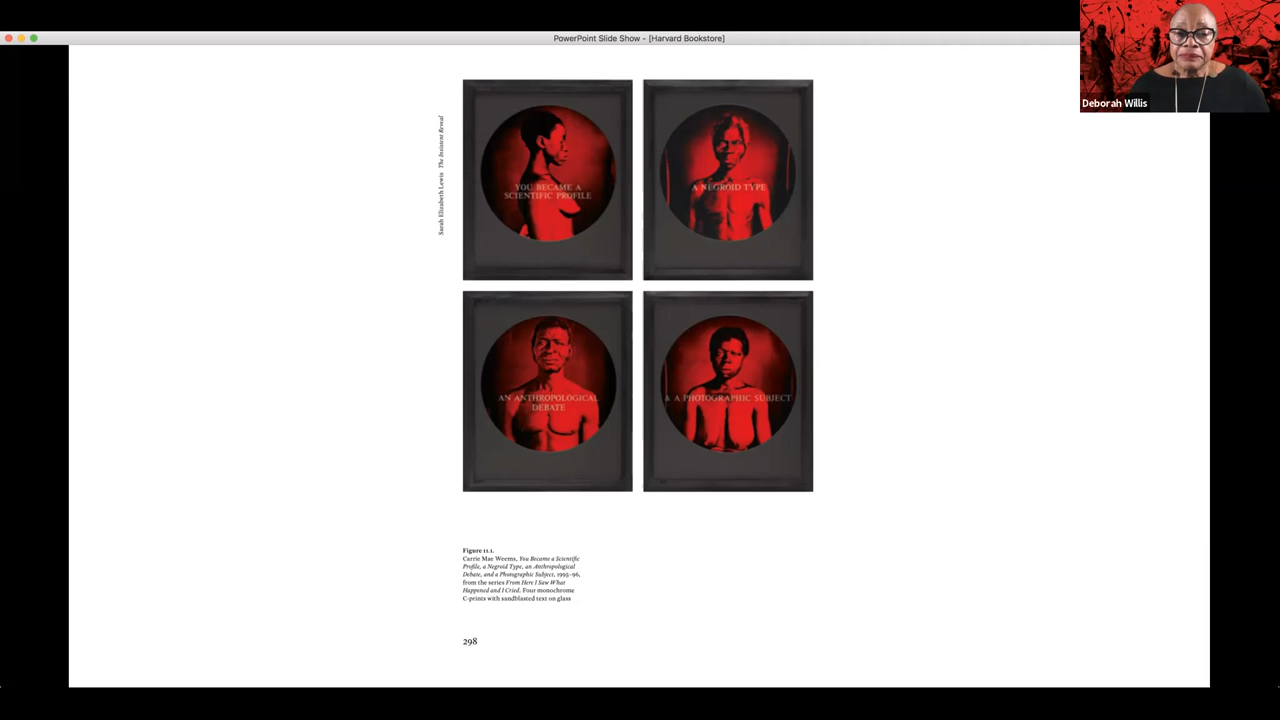 PowerPoint Slide Show - [Harvard Bookstore]
Deborah Willis
Sarah Elizabeth Lewis The Insistent Reveal
YOU BECAME A
SCIENTIFIC PROFILE
A NEGROID TYPE
AN ANTHROPOLOGICAL
DEBATE
& A PHOTOGRAPHIC SUBJECT
Figure 11.1.
Carrie Mae Weems, You Became a Scientific
Profile, a Negroid Type, an Anthropological
Debate, and a Photographic Subject, 1995–96,
from the series From Here I Saw What
Happened and I Cried. Four monochrome
C-prints with sandblasted text on glass
298